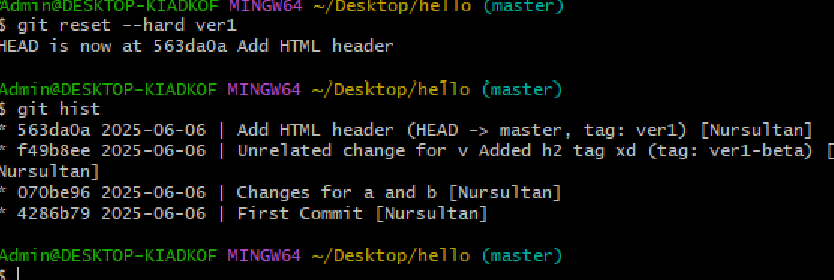 Admin@DESKTOP-KIADKOF MINGW64 ~/Desktop/hello (master)
$ git reset --hard ver1
HEAD is now at 563da0a Add HTML header
Admin@DESKTOP-KIADKOF MINGW64 ~/Desktop/hello (master)
$ git hist
* 563da0a 2025-06-06 | Add HTML header (HEAD -> master, tag: ver1) [Nursultan]
* f49b8ee 2025-06-06 | Unrelated change for v Added h2 tag xd (tag: ver1-beta) [
Nursultan]
* 070be96 2025-06-06 | Changes for a and b [Nursultan]
* 4286b79 2025-06-06 | First Commit [Nursultan]
Admin@DESKTOP-KIADKOF MINGW64 ~/Desktop/hello (master)
$